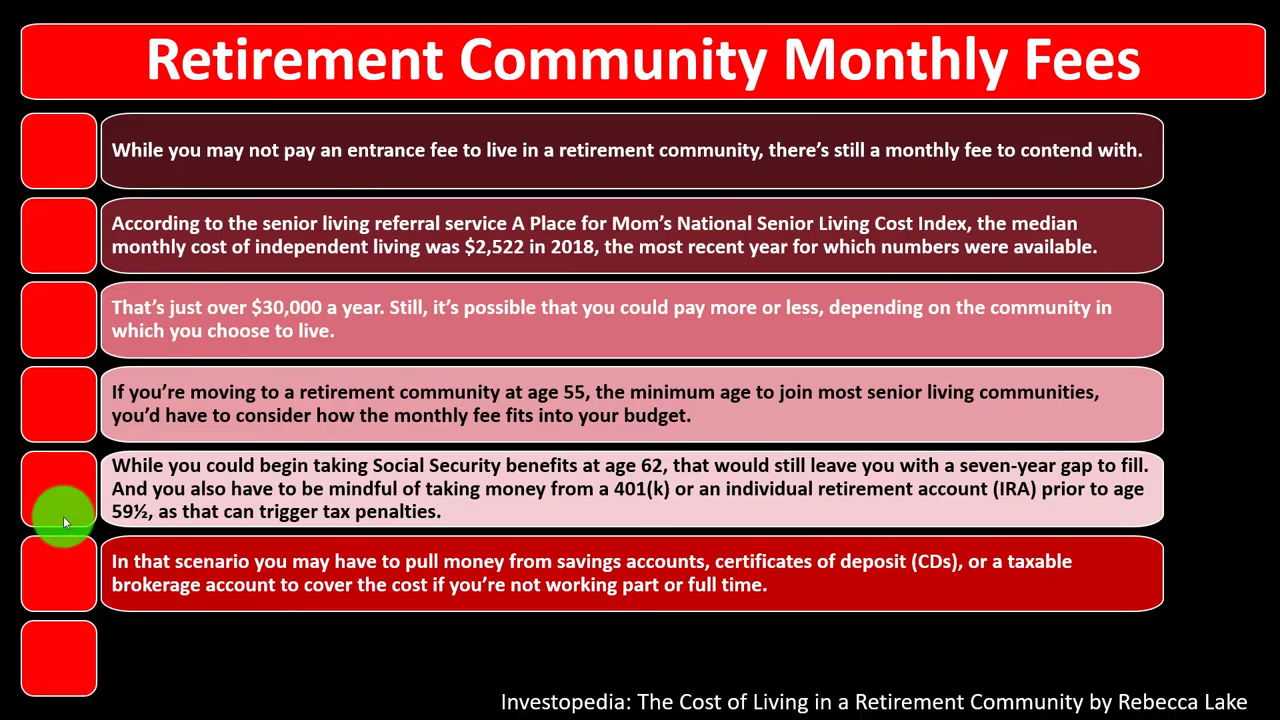 Retirement Community Monthly Fees
While you may not pay an entrance fee to live in a retirement community, there’s still a monthly fee to contend with.
According to the senior living referral service A Place for Mom’s National Senior Living Cost Index, the median
monthly cost of independent living was $2,522 in 2018, the most recent year for which numbers were available.
That’s just over $30,000 a year. Still, it’s possible that you could pay more or less, depending on the community in
which you choose to live.
If you’re moving to a retirement community at age 55, the minimum age to join most senior living communities,
you’d have to consider how the monthly fee fits into your budget.
While you could begin taking Social Security benefits at age 62, that would still leave you with a seven-year gap to fill.
And you also have to be mindful of taking money from a 401(k) or an individual retirement account (IRA) prior to age
59½, as that can trigger tax penalties.
In that scenario you may have to pull money from savings accounts, certificates of deposit (CDs), or a taxable
brokerage account to cover the cost if you’re not working part or full time.
Investopedia: The Cost of Living in a Retirement Community by Rebecca Lake